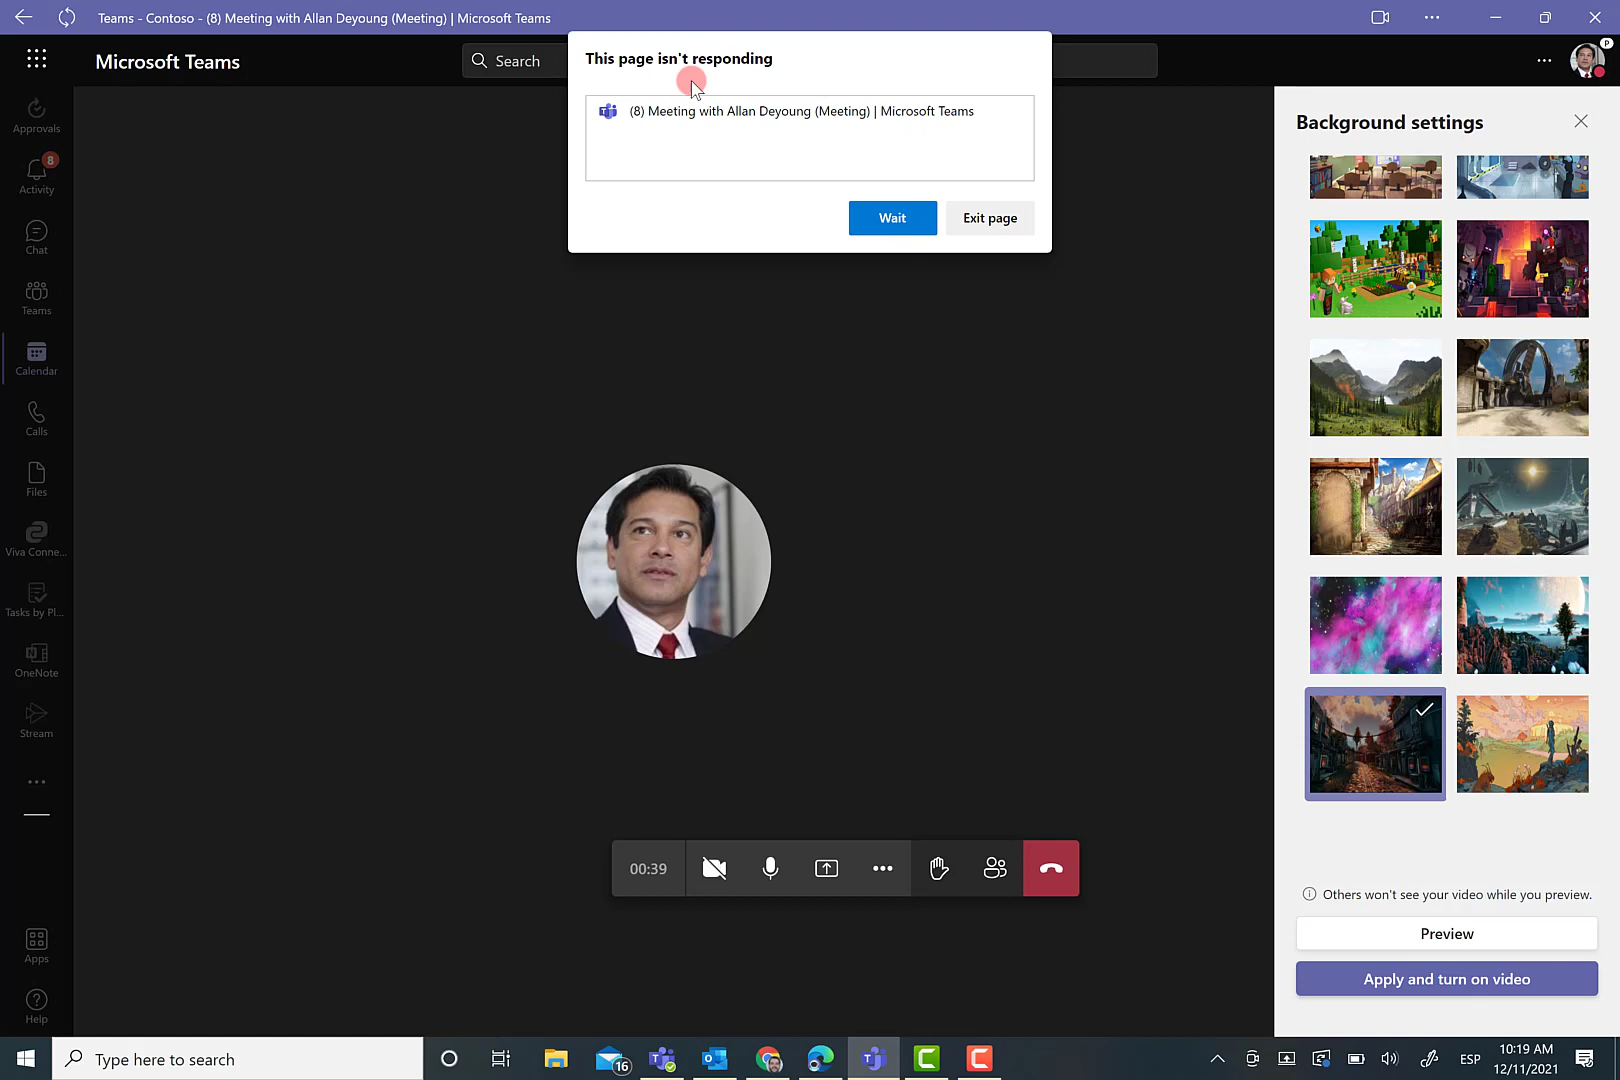 Teams - Contoso - (8) Meeting with Allan Deyoung (Meeting) | Microsoft Teams
Microsoft Teams
Search
P
This page isn't responding
(8) Meeting with Allan Deyoung (Meeting) | Microsoft Teams
Wait
Exit page
Approvals
8
Activity
Chat
Teams
Calendar
Calls
Files
Viva Conne...
Tasks by Pl...
OneNote
Stream
Apps
Help
Background settings
Others won't see your video while you preview.
Preview
Apply and turn on video
00:39
Type here to search
16
ESP
10:19 AM
12/11/2021